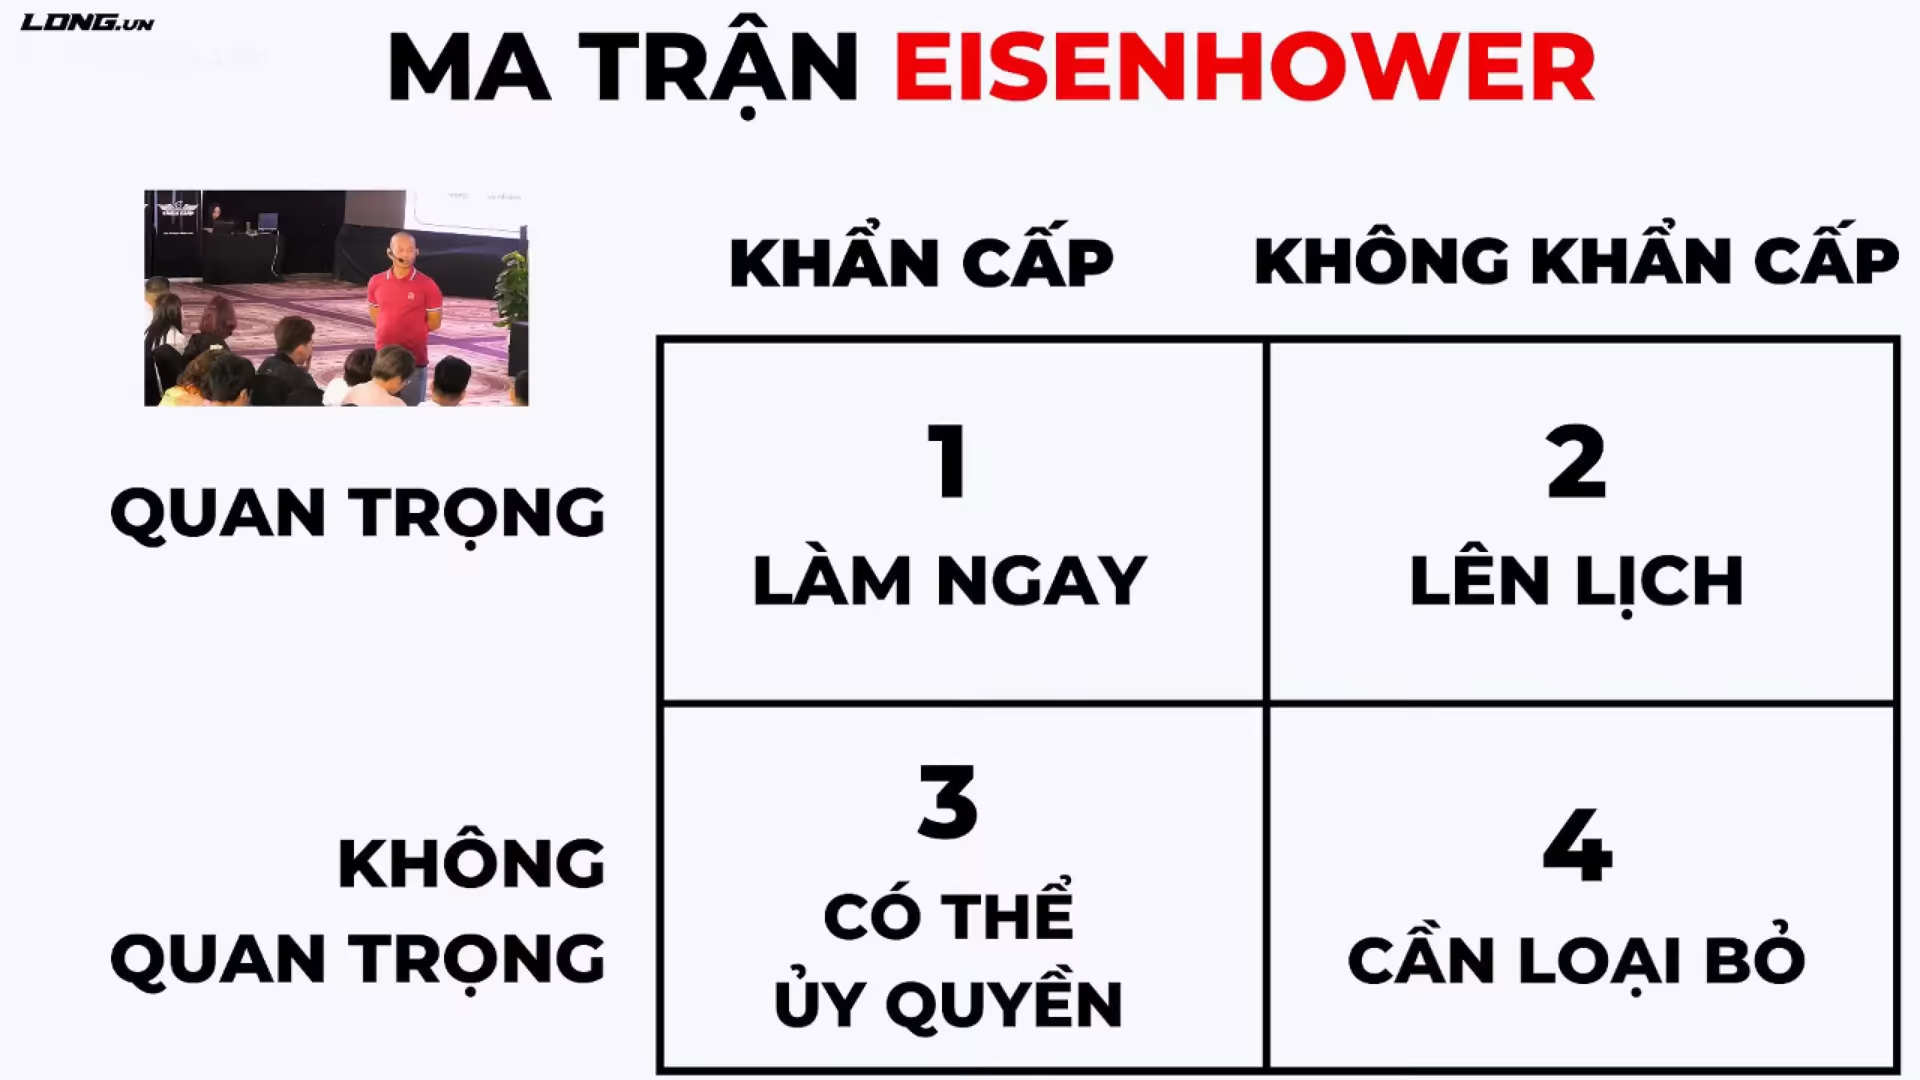 LONG.VN
MA TRẬN EISENHOWER
KHẨN CẤP
KHÔNG KHẨN CẤP
QUAN TRỌNG
1
LÀM NGAY
2
LÊN LỊCH
KHÔNG
QUAN TRỌNG
3
CÓ THỂ
ỦY QUYỀN
4
CẦN LOẠI BỎ